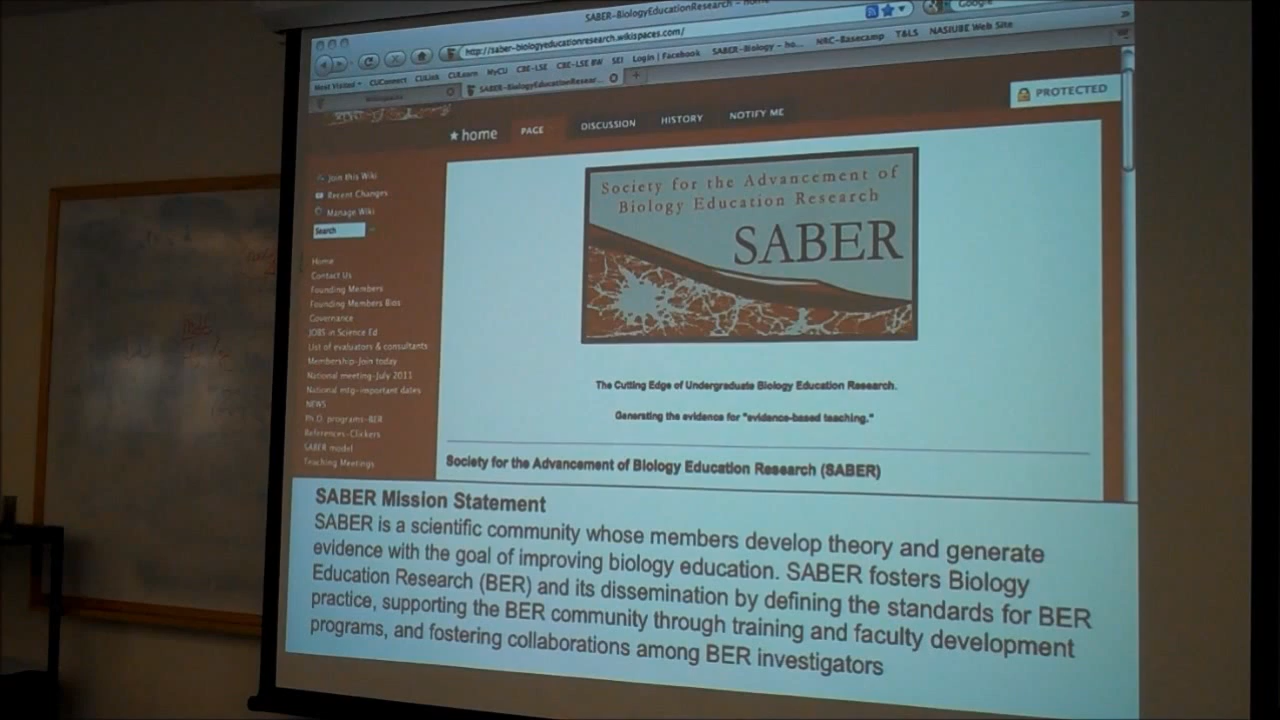 SABER-BiologyEducationResearch - home
http://saber-biologyeducationresearch.wikispaces.com/
Google
Most Visited CUConnect CULink CULearn MyCU CBE-LSE CBE-LSE BW SEI Login | Facebook SABER-Biology - ho... NRC-Basecamp T&LS NASIUBE Web Site
Wikispaces
SABER-BiologyEducationResear...
PROTECTED
home PAGE DISCUSSION HISTORY NOTIFY ME
Join this Wiki
Recent Changes
Manage Wiki
Search
Home
Contact Us
Founding Members
Founding Members Bios
Governance
JOBS in Science Ed
List of evaluators & consultants
Membership-Join today
National meeting-July 2011
National mtg-important dates
NEWS
Ph.D. programs-BER
References-Clickers
SABER model
Teaching Meetings
Society for the Advancement of
Biology Education Research
SABER
The Cutting Edge of Undergraduate Biology Education Research.
Generating the evidence for "evidence-based teaching."
Society for the Advancement of Biology Education Research (SABER)
SABER Mission Statement
SABER is a scientific community whose members develop theory and generate
evidence with the goal of improving biology education. SABER fosters Biology
Education Research (BER) and its dissemination by defining the standards for BER
practice, supporting the BER community through training and faculty development
programs, and fostering collaborations among BER investigators